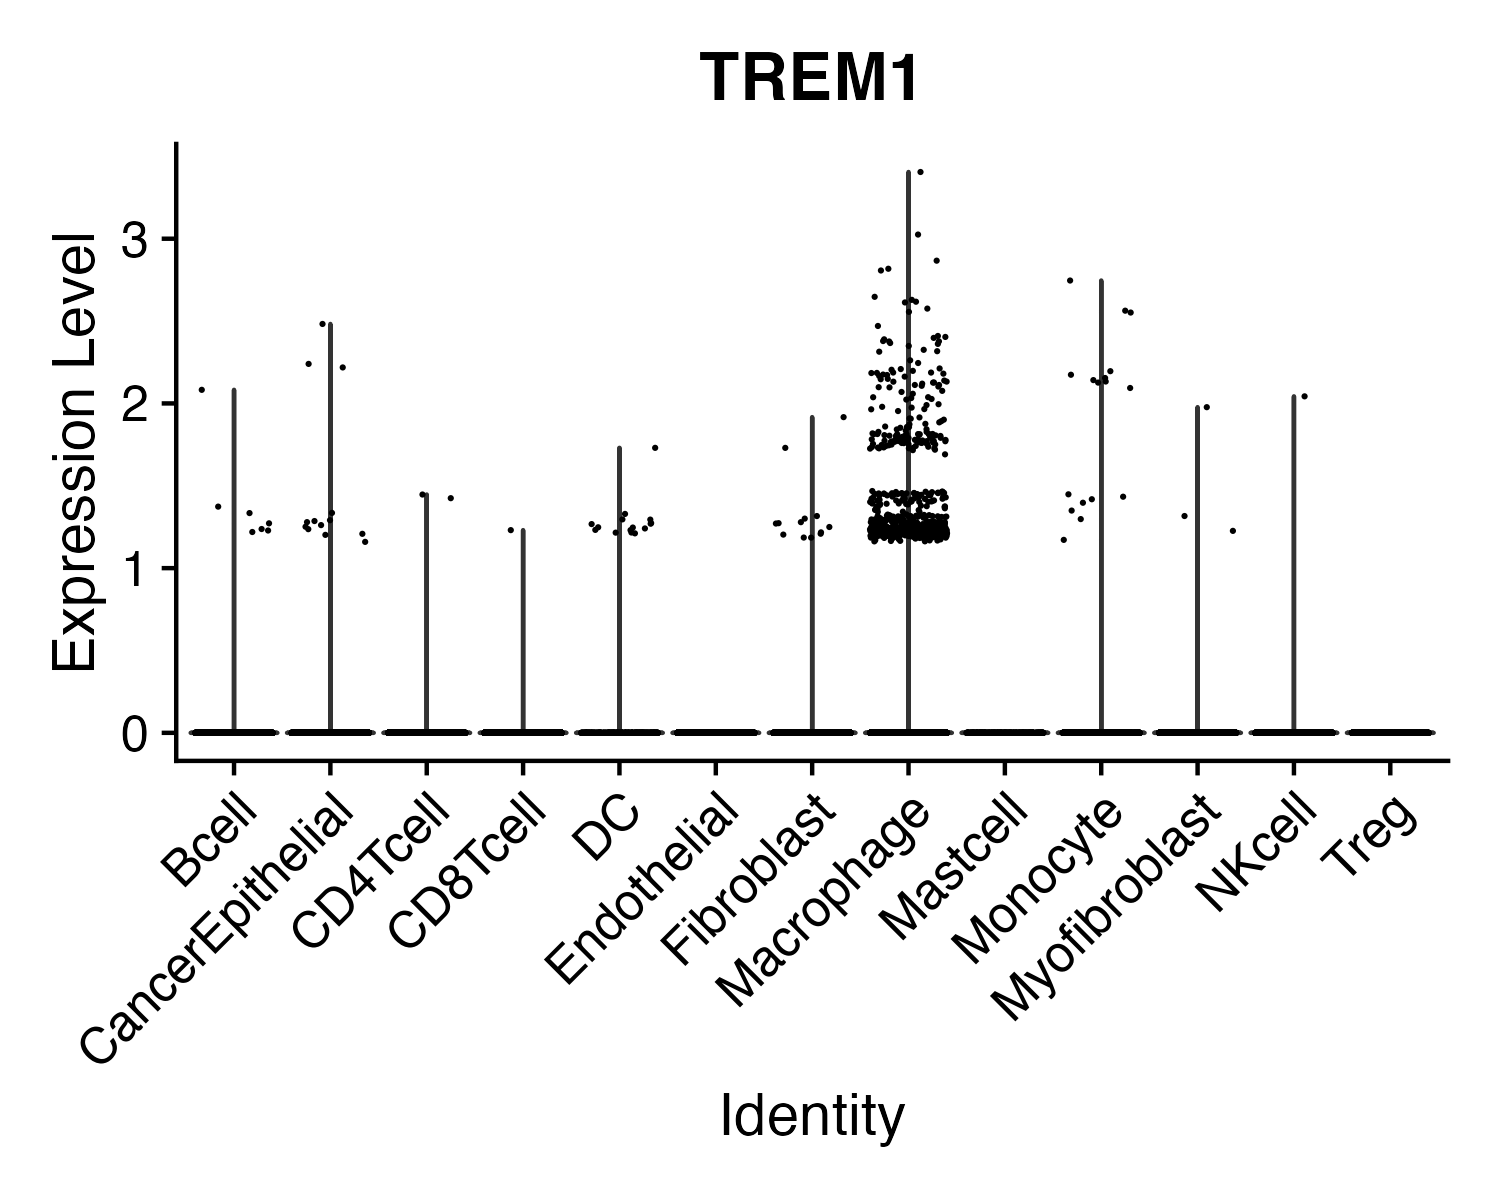 TREM1
Expression Level
3
2
1
0
Bcell
CancerEpithelial
CD4Tcell
CD8Tcell
DC
Endothelial
Fibroblast
Macrophage
Mastcell
Monocyte
Myofibroblast
NKcell
Treg
Identity